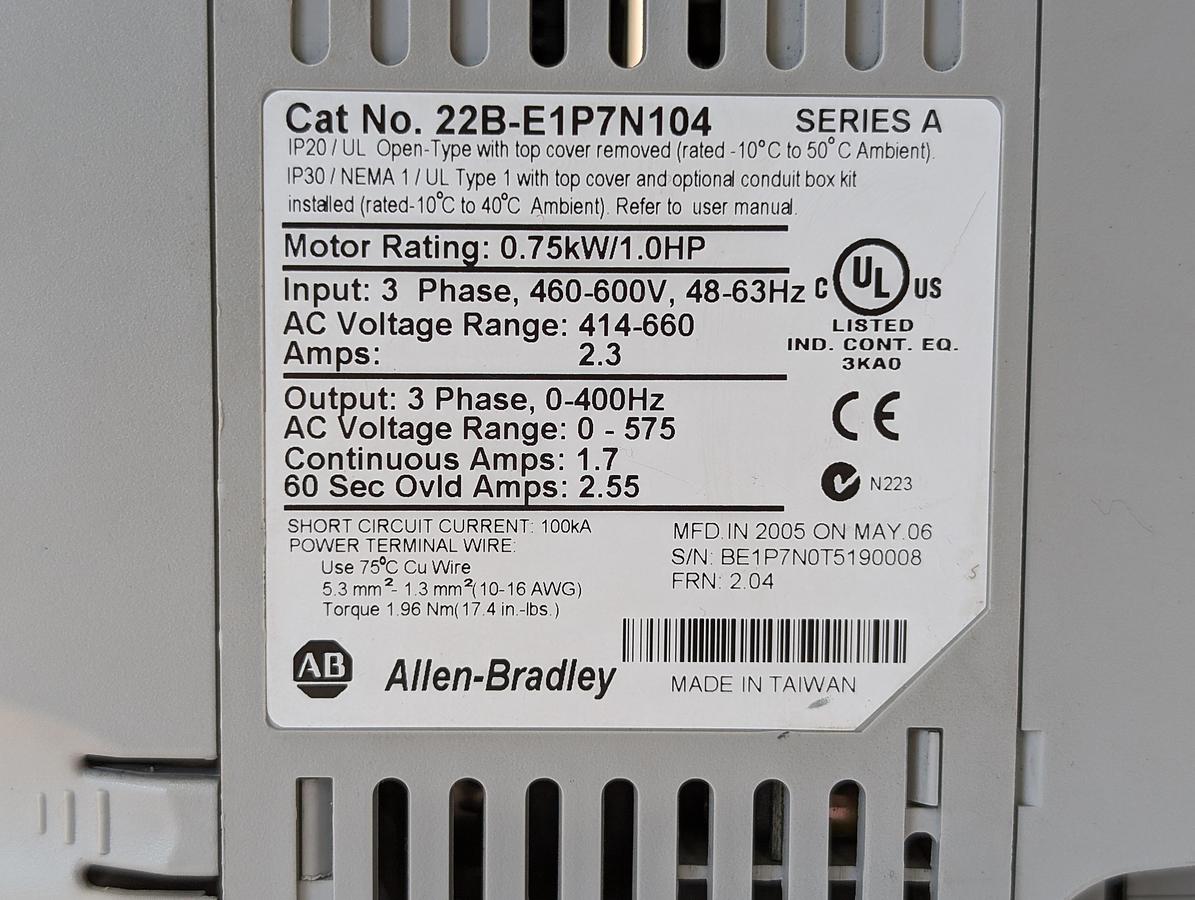 Cat No. 22B-E1P7N104 SERIES A
IP20 / UL Open-Type with top cover removed (rated -10°C to 50°C Ambient).
IP30 / NEMA 1 / UL Type 1 with top cover and optional conduit box kit
installed (rated-10°C to 40°C Ambient). Refer to user manual.
Motor Rating: 0.75kW/1.0HP
Input: 3 Phase, 460-600V, 48-63Hz
AC Voltage Range: 414-660
Amps: 2.3
C UL US
LISTED
IND. CONT. EQ.
3KA0
Output: 3 Phase, 0-400Hz
AC Voltage Range: 0 - 575
Continuous Amps: 1.7
60 Sec Ovld Amps: 2.55
CE
N223
SHORT CIRCUIT CURRENT: 100kA
POWER TERMINAL WIRE:
Use 75°C Cu Wire
5.3 mm²- 1.3 mm²(10-16 AWG)
Torque 1.96 Nm(17.4 in.-lbs.)
MFD.IN 2005 ON MAY.06
S/N: BE1P7N0T5190008
FRN: 2.04
AB Allen-Bradley
MADE IN TAIWAN